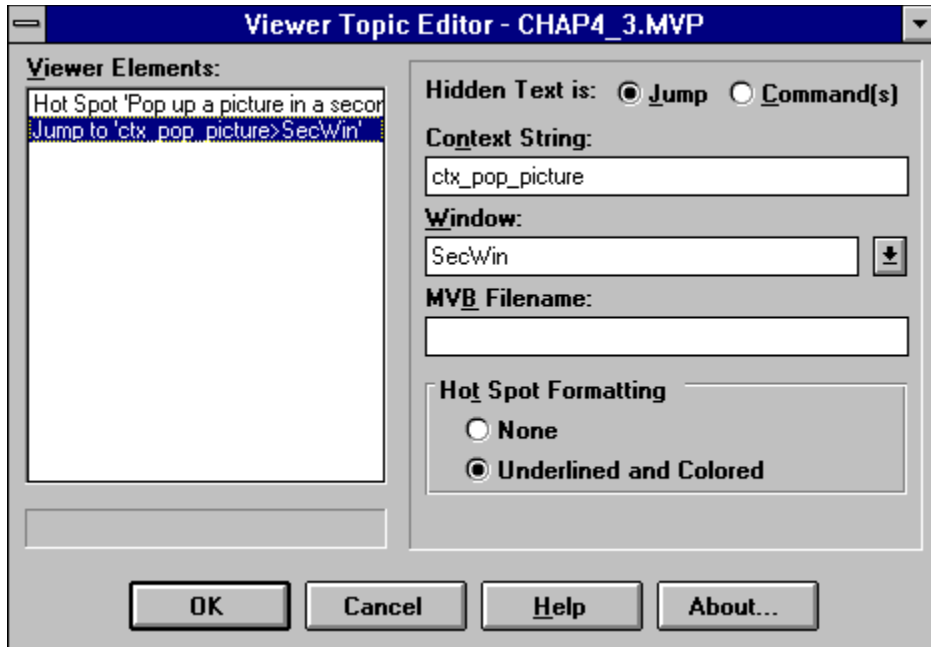 Viewer Topic Editor - CHAP4_3.MVP
Viewer Elements:
Hot Spot 'Pop up a picture in a secor
Jump to 'ctx_pop_picture>SecWin'
Hidden Text is: Jump Command(s)
Context String:
ctx_pop_picture
Window:
SecWin
MVB Filename:
Hot Spot Formatting
None
Underlined and Colored
OK Cancel Help About...